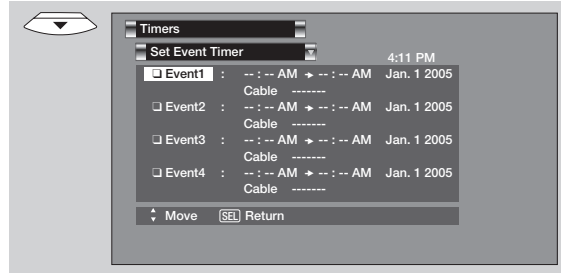 Timers
Set Event Timer
4:11 PM
❏ Event1 : -- : -- AM ➔ -- : -- AM Jan. 1 2005
Cable -------
❏ Event2 : -- : -- AM ➔ -- : -- AM Jan. 1 2005
Cable -------
❏ Event3 : -- : -- AM ➔ -- : -- AM Jan. 1 2005
Cable -------
❏ Event4 : -- : -- AM ➔ -- : -- AM Jan. 1 2005
Cable -------
Move SEL Return